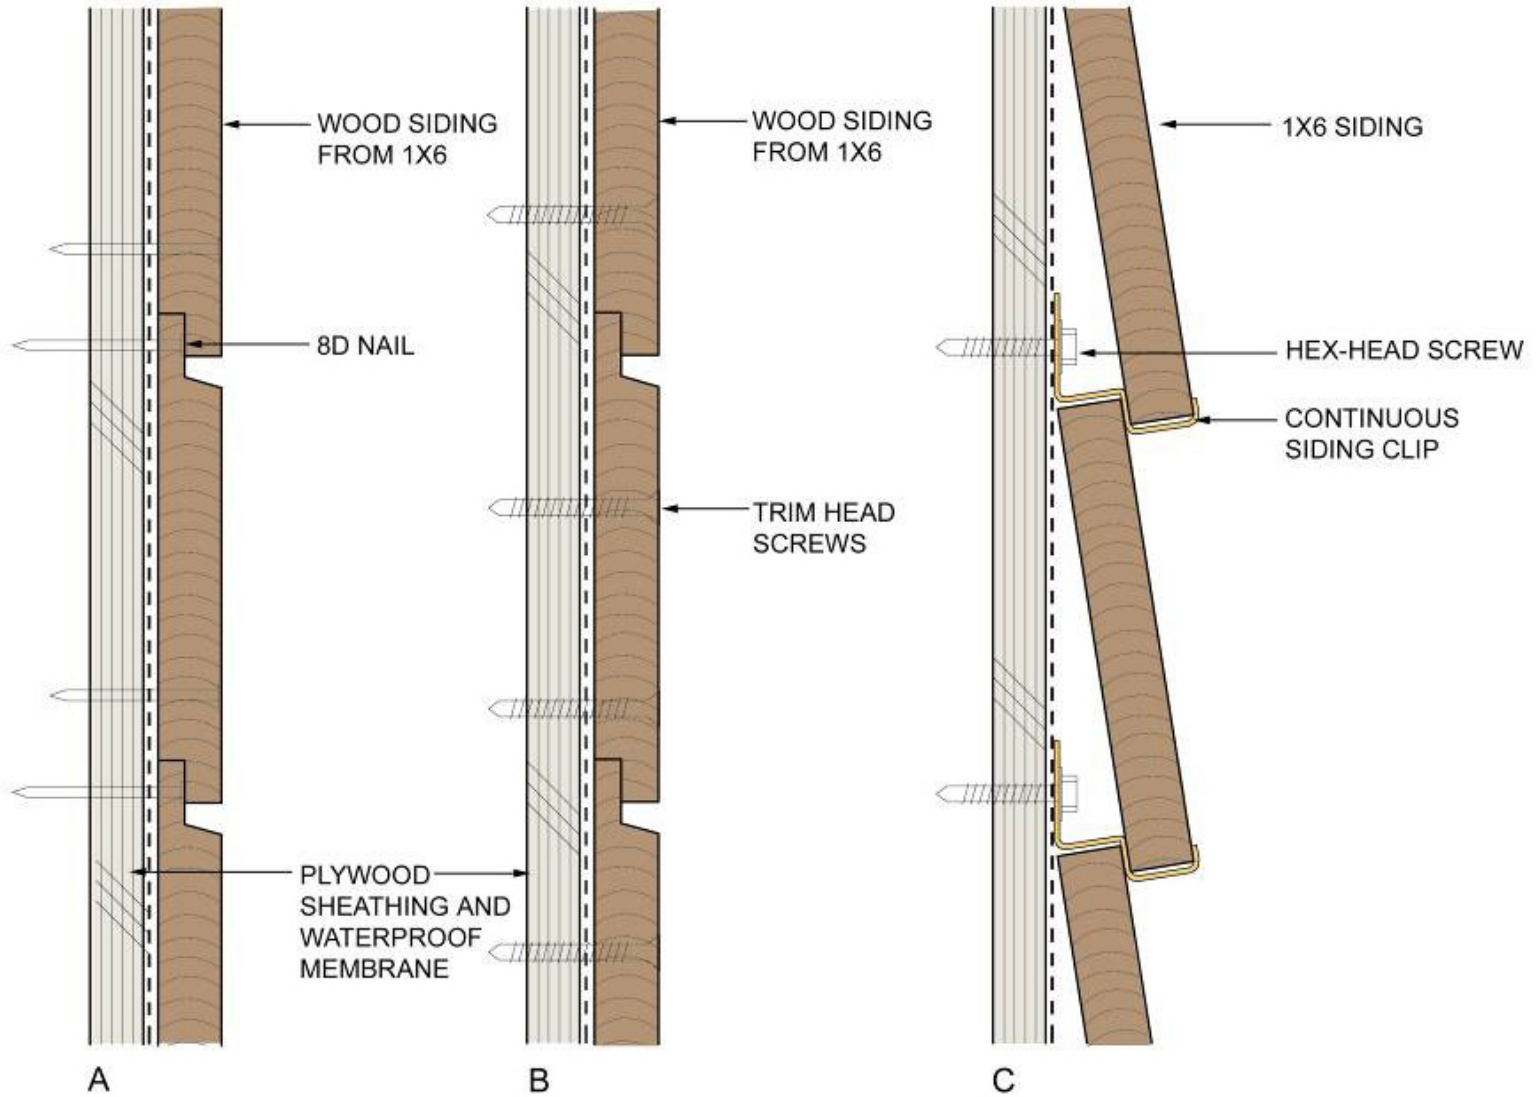 WOOD SIDING
FROM 1X6
8D NAIL
PLYWOOD
SHEATHING AND
WATERPROOF
MEMBRANE
A
WOOD SIDING
FROM 1X6
TRIM HEAD
SCREWS
B
1X6 SIDING
HEX-HEAD SCREW
CONTINUOUS
SIDING CLIP
C